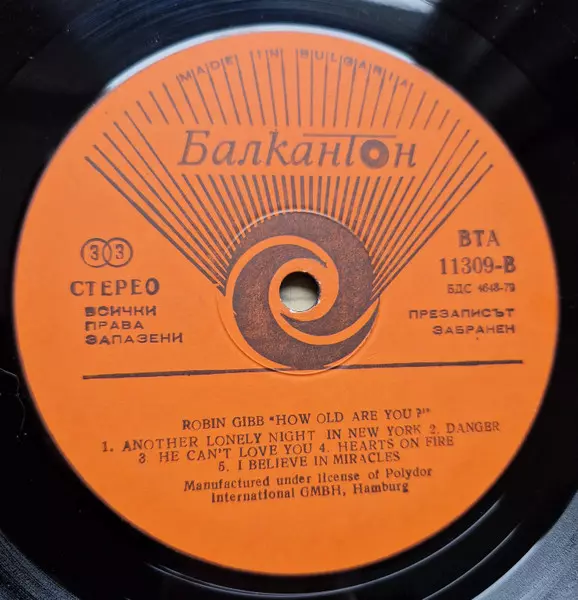 MADE IN BULGARIA
Балкантон
33
СТЕРЕО
ВСИЧКИ
ПРАВА
ЗАПАЗЕНИ
ВТА
11309-В
БДС 4648-79
ПРЕЗАПИСЪТ
ЗАБРАНЕН
ROBIN GIBB "HOW OLD ARE YOU?"
1. ANOTHER LONELY NIGHT IN NEW YORK 2. DANGER
3. HE CAN'T LOVE YOU 4. HEARTS ON FIRE
5. I BELIEVE IN MIRACLES
Manufactured under license of Polydor
International GMBH, Hamburg